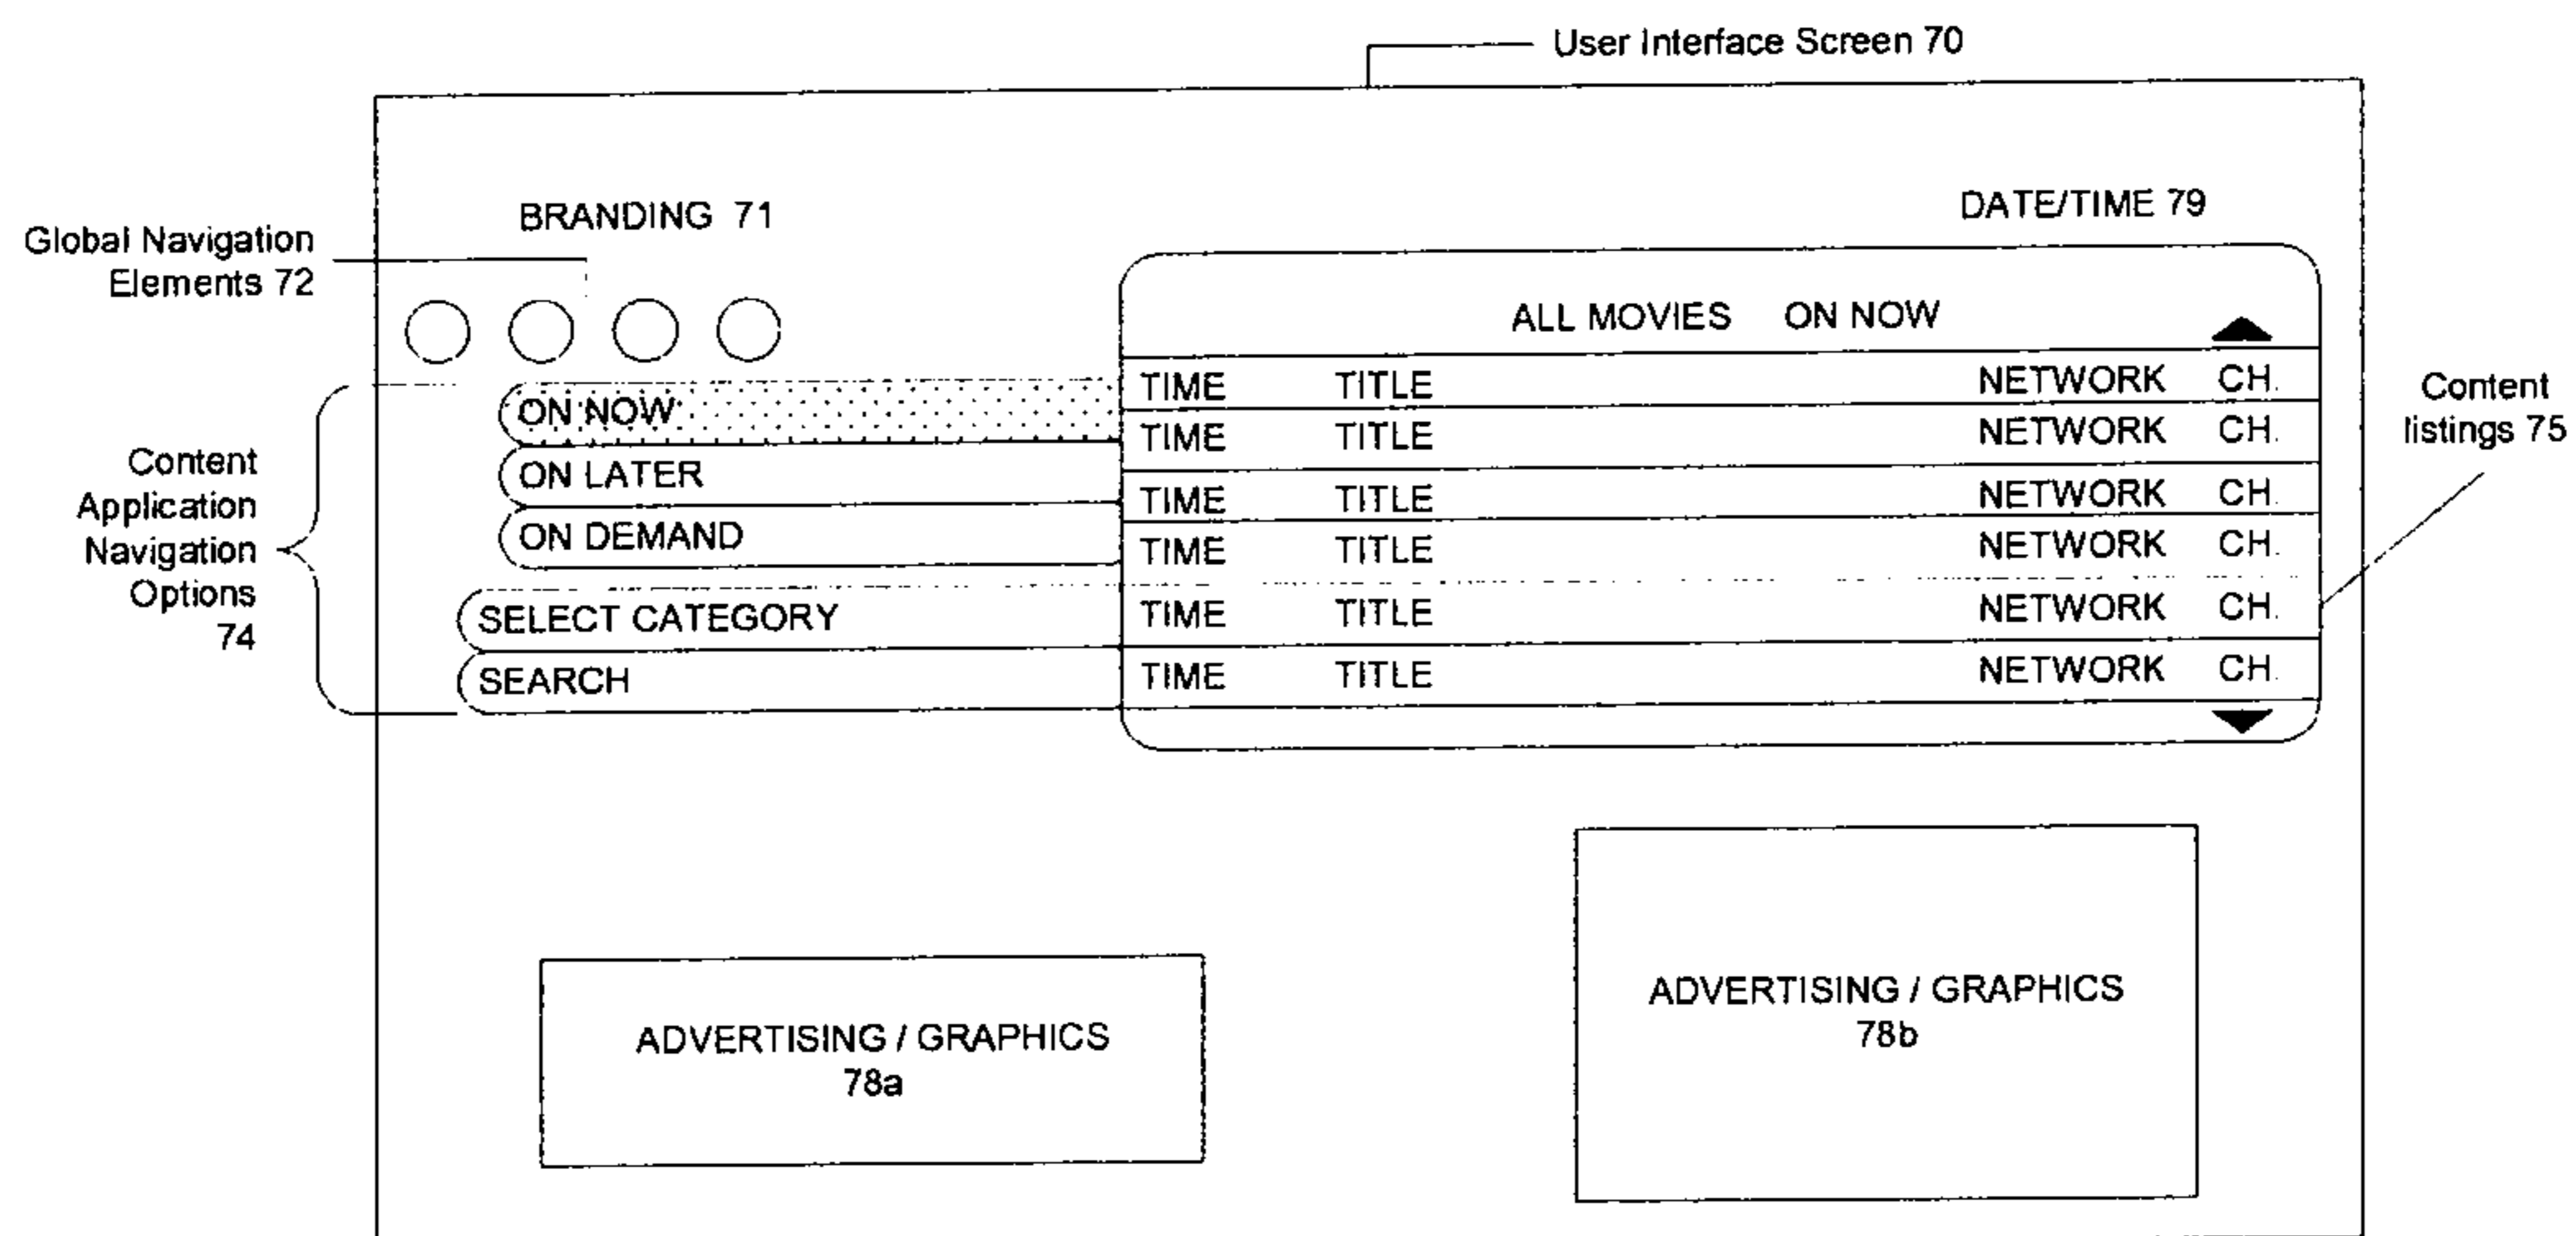 User Interface Screen 70
BRANDING 71
DATE/TIME 79
Global Navigation
Elements 72
ALL MOVIES ON NOW
Content
Application
Navigation
Options
74
ON NOW
ON LATER
ON DEMAND
SELECT CATEGORY
SEARCH
TIME TITLE NETWORK CH.
TIME TITLE NETWORK CH.
TIME TITLE NETWORK CH.
TIME TITLE NETWORK CH.
TIME TITLE NETWORK CH.
TIME TITLE NETWORK CH.
Content
listings 75
ADVERTISING / GRAPHICS
78a
ADVERTISING / GRAPHICS
78b